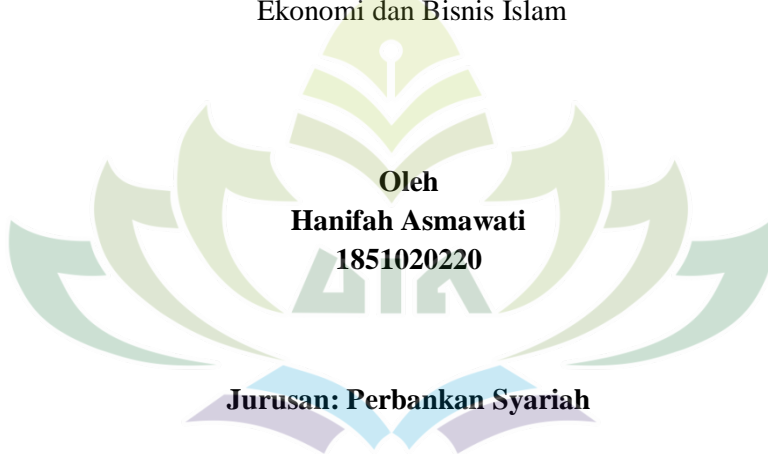 Ekonomi dan Bisnis Islam
Oleh
Hanifah Asmawati
1851020220
Jurusan: Perbankan Syariah